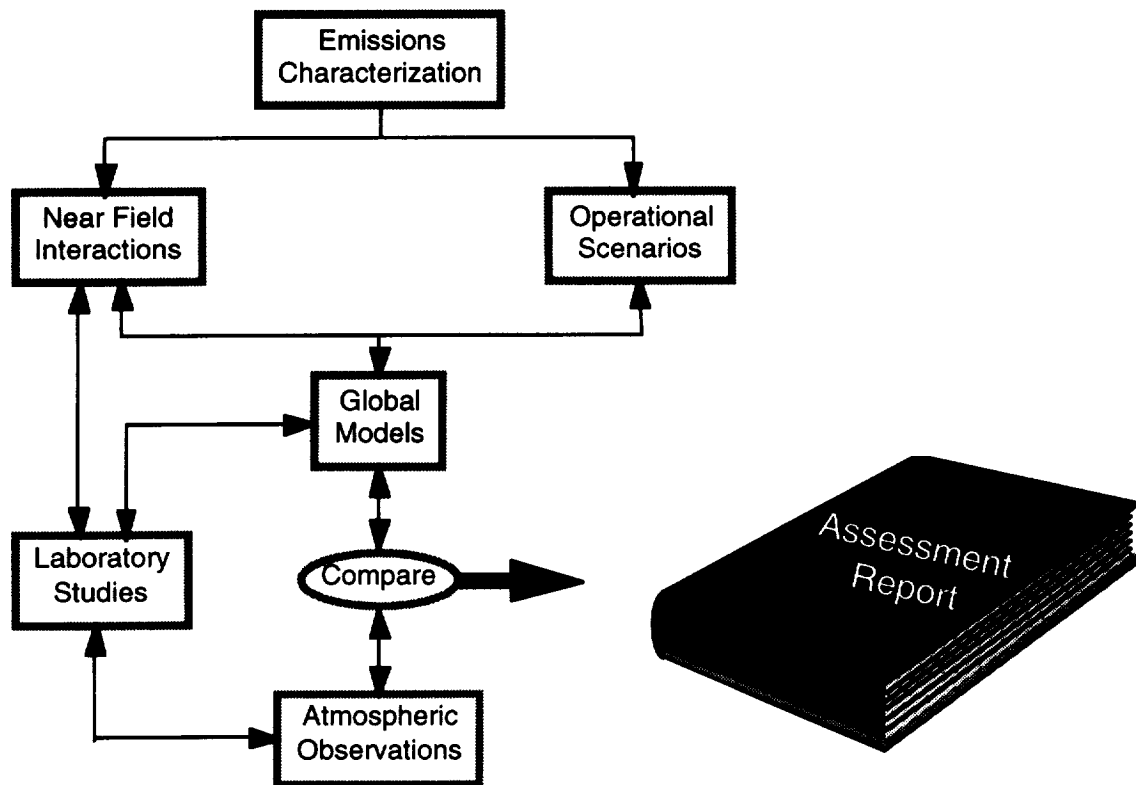 Emissions
Characterization
Near Field
Interactions
Operational
Scenarios
Global
Models
Laboratory
Studies
Compare
Atmospheric
Observations
Assessment
Report